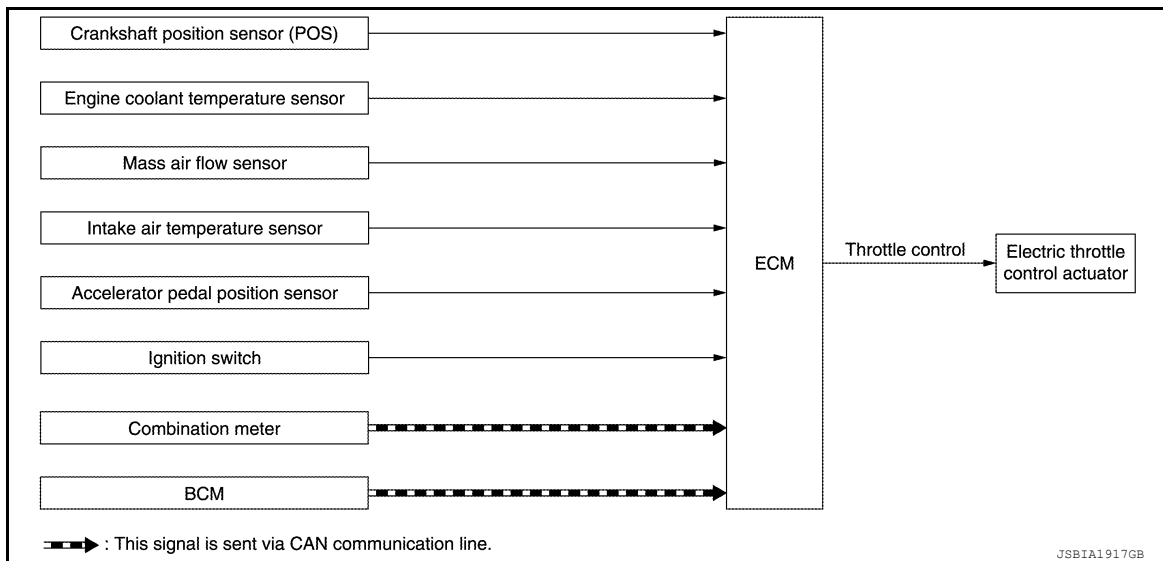 Crankshaft position sensor (POS)
Engine coolant temperature sensor
Mass air flow sensor
Intake air temperature sensor
Accelerator pedal position sensor
Ignition switch
Combination meter
BCM
ECM
Throttle control
Electric throttle
control actuator
: This signal is sent via CAN communication line.
JSBIA1917GB